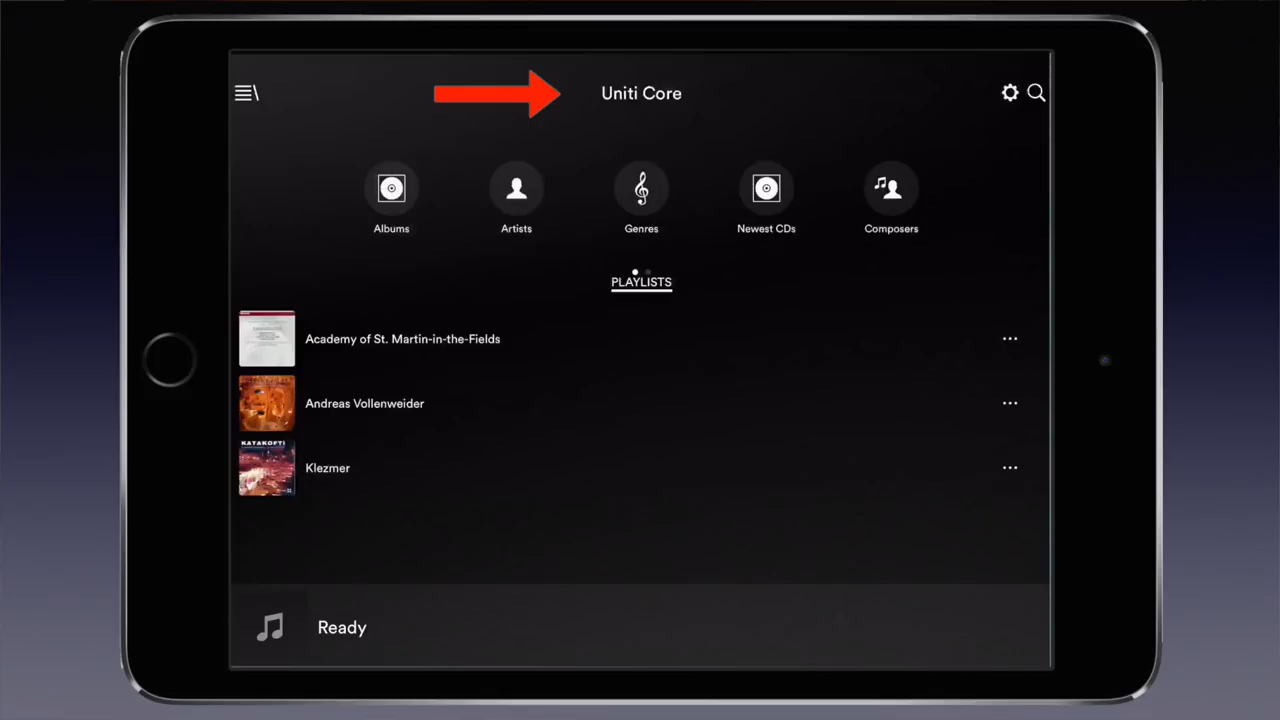 Uniti Core
Albums
Artists
Genres
Newest CDs
Composers
PLAYLISTS
Academy of St. Martin-in-the-Fields
Andreas Vollenweider
KATAKOFTI
Klezmer
Ready